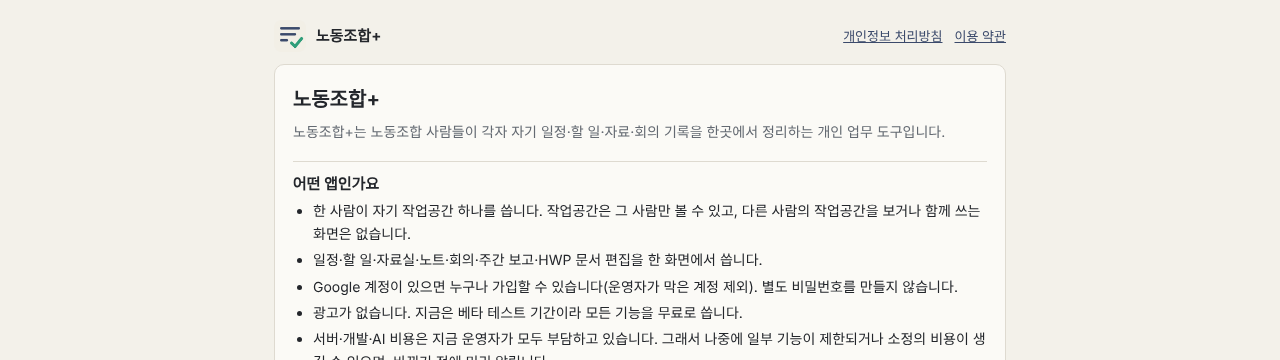 노동조합+
개인정보 처리방침 이용 약관
노동조합+
노동조합+는 노동조합 사람들이 각자 자기 일정·할 일·자료·회의 기록을 한곳에서 정리하는 개인 업무 도구입니다.
어떤 앱인가요
• 한 사람이 자기 작업공간 하나를 씁니다. 작업공간은 그 사람만 볼 수 있고, 다른 사람의 작업공간을 보거나 함께 쓰는
화면은 없습니다.
• 일정·할 일·자료실·노트·회의·주간 보고·HWP 문서 편집을 한 화면에서 씁니다.
• Google 계정이 있으면 누구나 가입할 수 있습니다(운영자가 막은 계정 제외). 별도 비밀번호를 만들지 않습니다.
• 광고가 없습니다. 지금은 베타 테스트 기간이라 모든 기능을 무료로 씁니다.
• 서버·개발·AI 비용은 지금 운영자가 모두 부담하고 있습니다. 그래서 나중에 일부 기능이 제한되거나 소정의 비용이 생